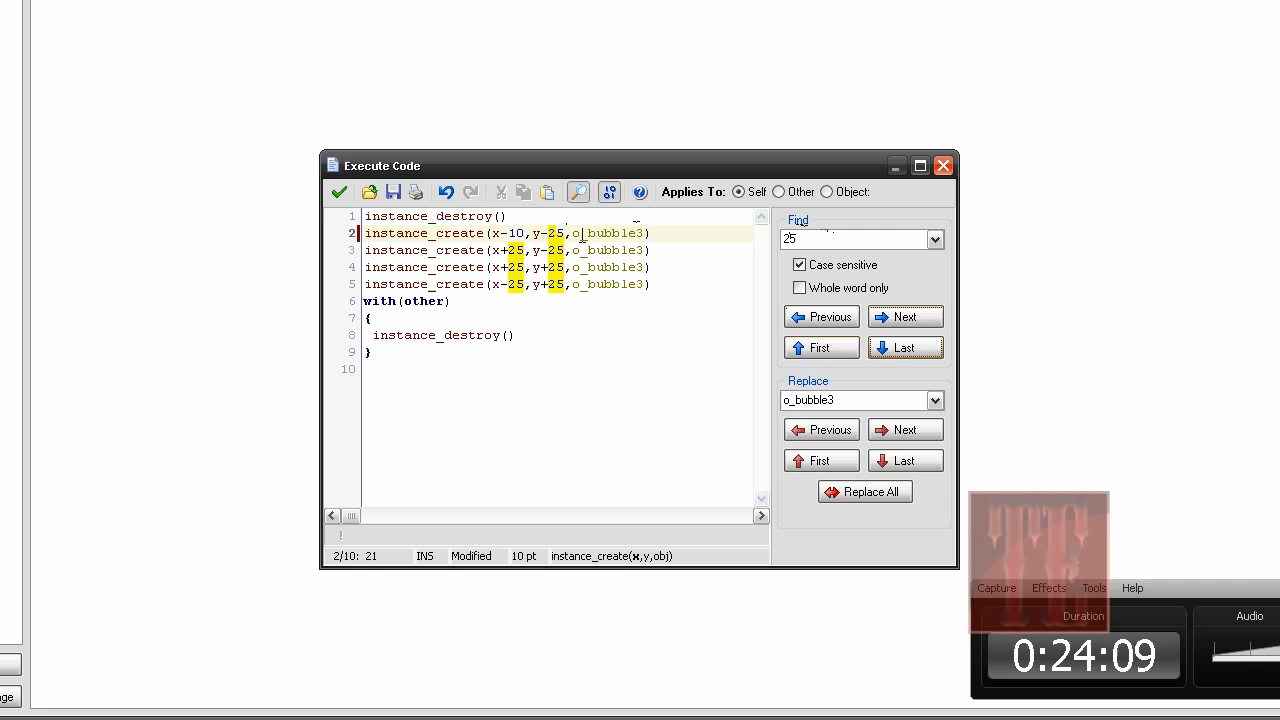 Execute Code
Applies To: Self Other Object:
1 instance_destroy()
2 instance_create(x-10,y-25,o_bubble3)
3 instance_create(x+25,y-25,o_bubble3)
4 instance_create(x+25,y+25,o_bubble3)
5 instance_create(x-25,y+25,o_bubble3)
6 with(other)
7 {
8 instance_destroy()
9 }
10
Find
25
Case sensitive
Whole word only
Previous Next
First Last
Replace
o_bubble3
Previous Next
First Last
Replace All
!
2/10: 21 INS Modified 10 pt instance_create(x,y,obj)
Capture Effects Tools Help
Duration Audio
0:24:09